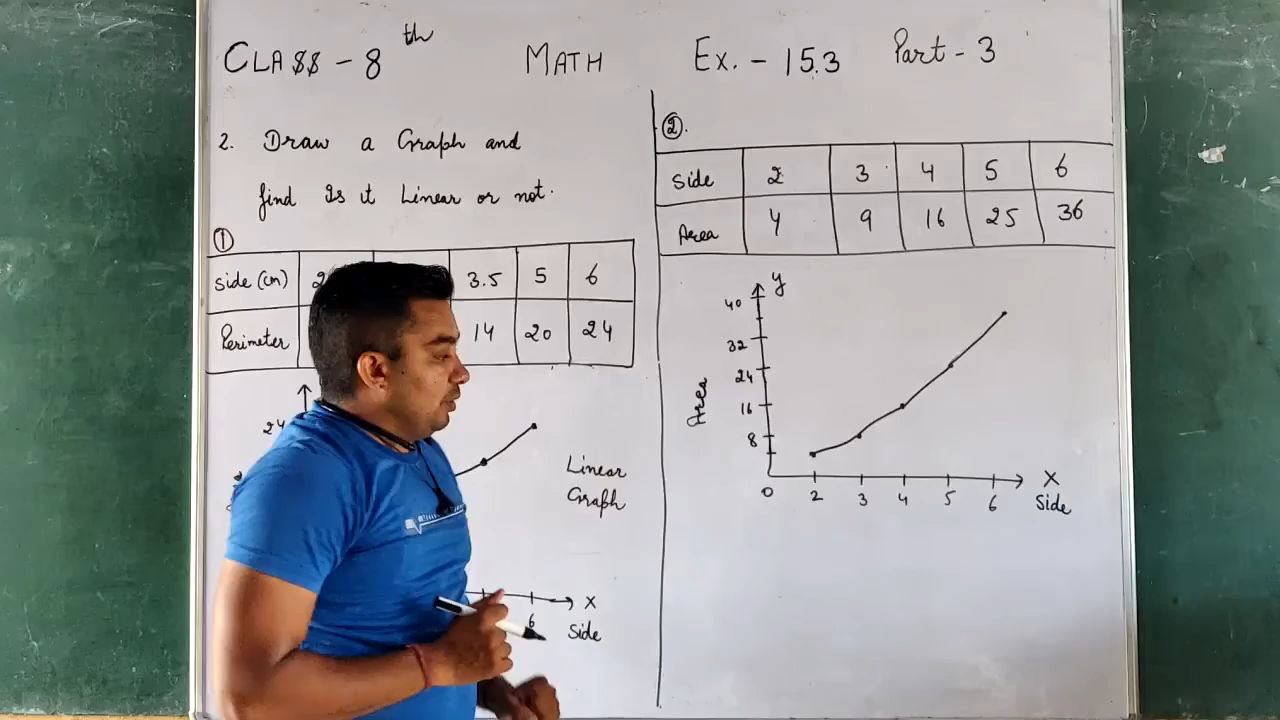 CLASS - 8th MATH Ex. - 15.3 Part - 3
2. Draw a Graph and
find Is it Linear or not.
①
side (cm) 2 3.5 5 6
Perimeter 14 20 24
24
Linear
Graph
X
6
Side
②.
Side 2 3 4 5 6
Area 4 9 16 25 36
y
40
32
24
16
8
Area
0 2 3 4 5 6
X
Side